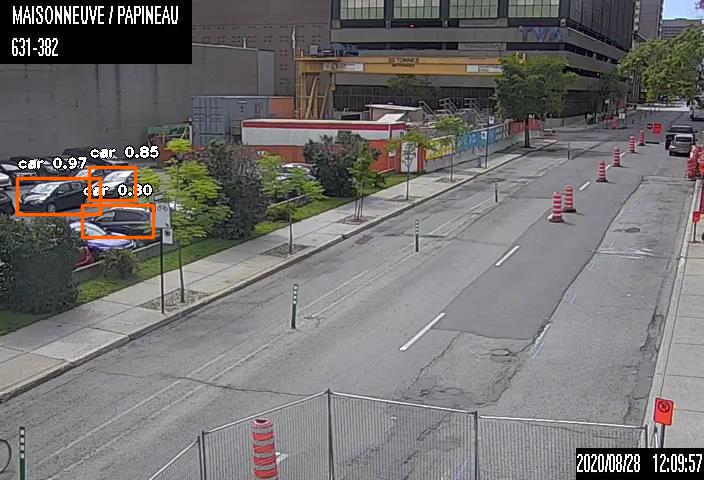 MAISONNEUVE / PAPINEAU
631-382
TVA
10 TONNES
car 0.97
car 0.85
car 0.80
2020/08/28 12:09:57